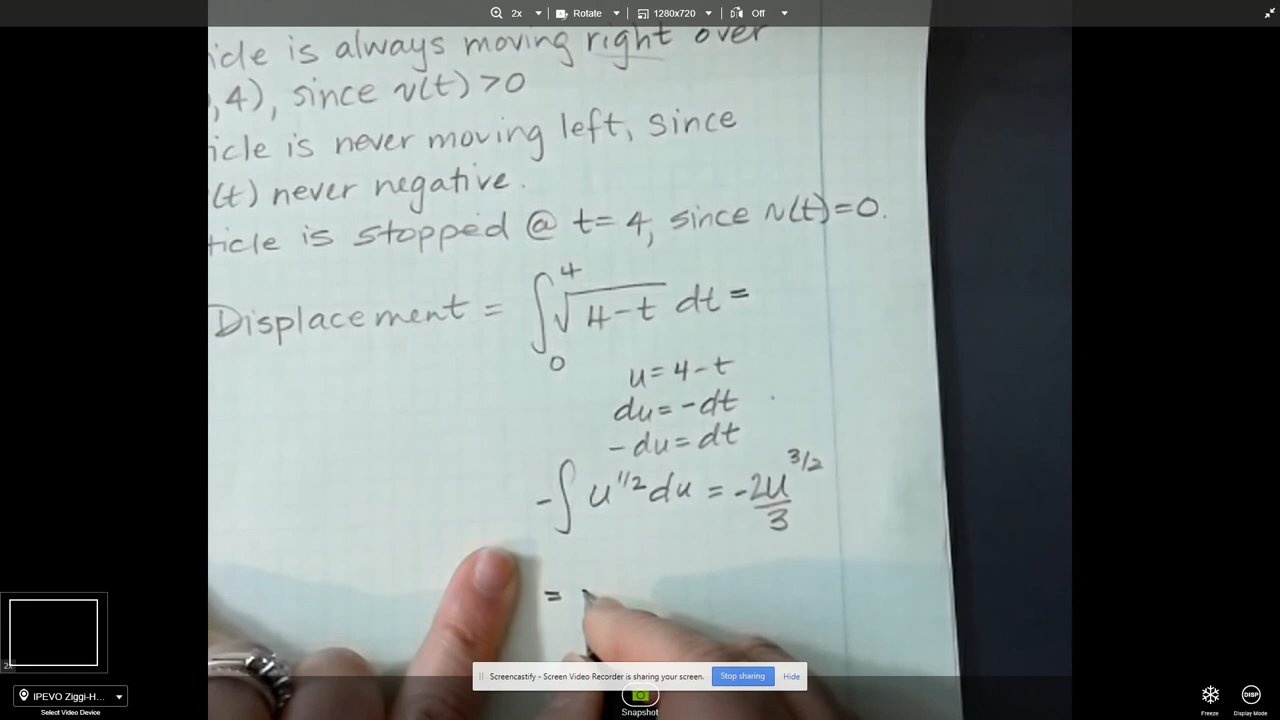 2x Rotate 1280x720 Off
icle is always moving right over
, 4), since v(t) > 0
icle is never moving left, since
(t) never negative.
ticle is stopped @ t = 4, since v(t) = 0.
Displacement = ∫₀⁴ √(4-t) dt =
u = 4 - t
du = -dt
-du = dt
-∫ u^1/2 du = -2u^3/2 / 3
=
2x
IPEVO Ziggi-H...
Select Video Device
Screencastify - Screen Video Recorder is sharing your screen. Stop sharing Hide
Snapshot
Freeze
DISP
Display Mode